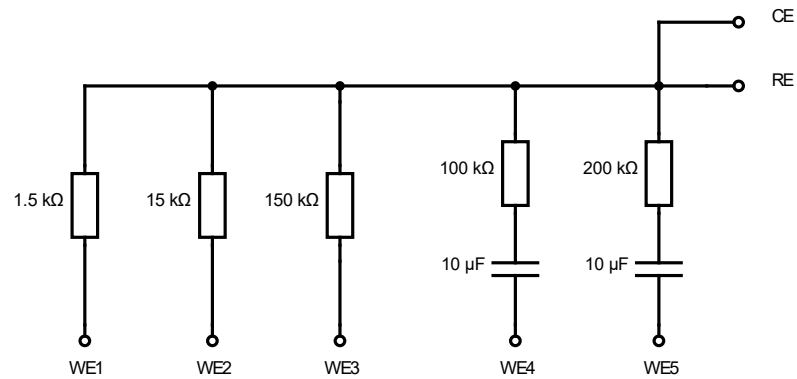 CE
RE
1.5 kΩ
15 kΩ
150 kΩ
100 kΩ
200 kΩ
10 µF
10 µF
WE1
WE2
WE3
WE4
WE5